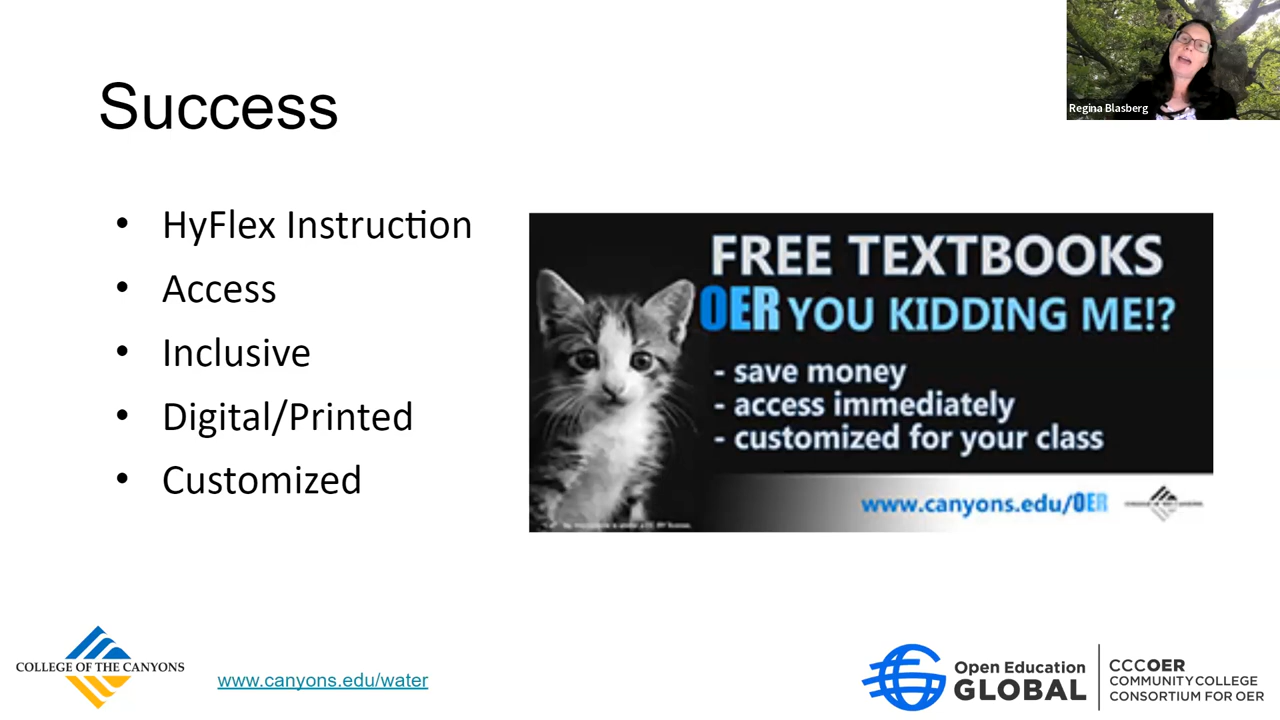 Regina Blasberg
Success
• HyFlex Instruction
• Access
• Inclusive
• Digital/Printed
• Customized
FREE TEXTBOOKS
OER YOU KIDDING ME!?
- save money
- access immediately
- customized for your class
www.canyons.edu/OER
COLLEGE OF THE CANYONS
www.canyons.edu/water
Open Education
GLOBAL
CCCOER
COMMUNITY COLLEGE
CONSORTIUM FOR OER